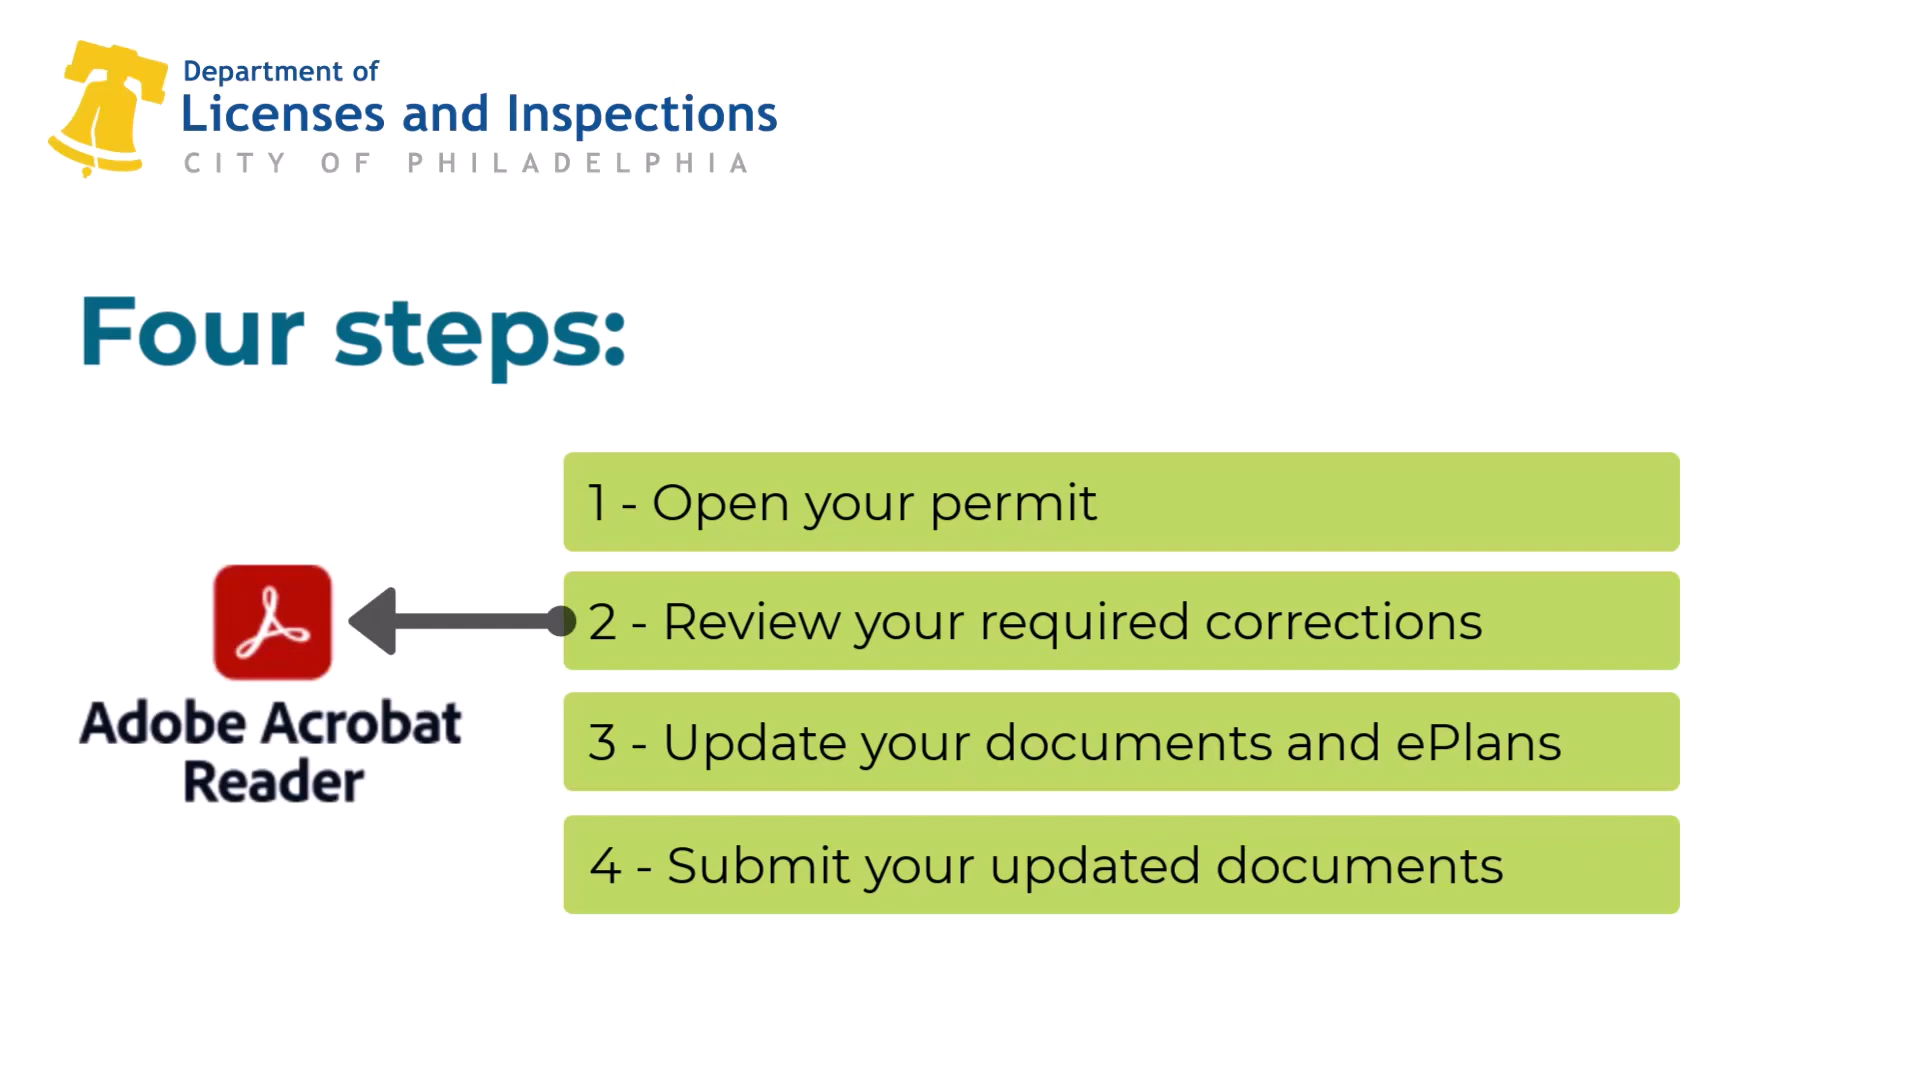 Department of
Licenses and Inspections
CITY OF PHILADELPHIA
Four steps:
1 - Open your permit
2 - Review your required corrections
3 - Update your documents and ePlans
4 - Submit your updated documents
Adobe Acrobat
Reader